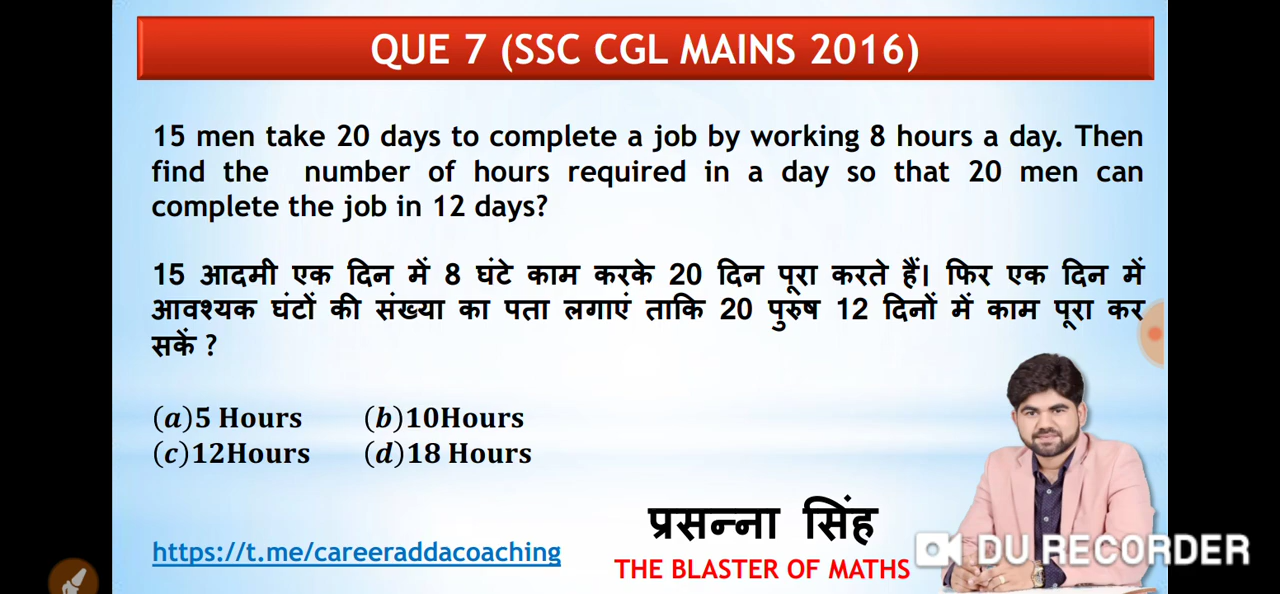 QUE 7 (SSC CGL MAINS 2016)
15 men take 20 days to complete a job by working 8 hours a day. Then
find the number of hours required in a day so that 20 men can
complete the job in 12 days?
15 आदमी एक दिन में 8 घंटे काम करके 20 दिन पूरा करते हैं। फिर एक दिन में
आवश्यक घंटों की संख्या का पता लगाएं ताकि 20 पुरुष 12 दिनों में काम पूरा कर
सकें ?
(a)5 Hours (b)10Hours
(c)12Hours (d)18 Hours
प्रसन्ना सिंह
https://t.me/careeraddacoaching
THE BLASTER OF MATHS
DU RECORDER